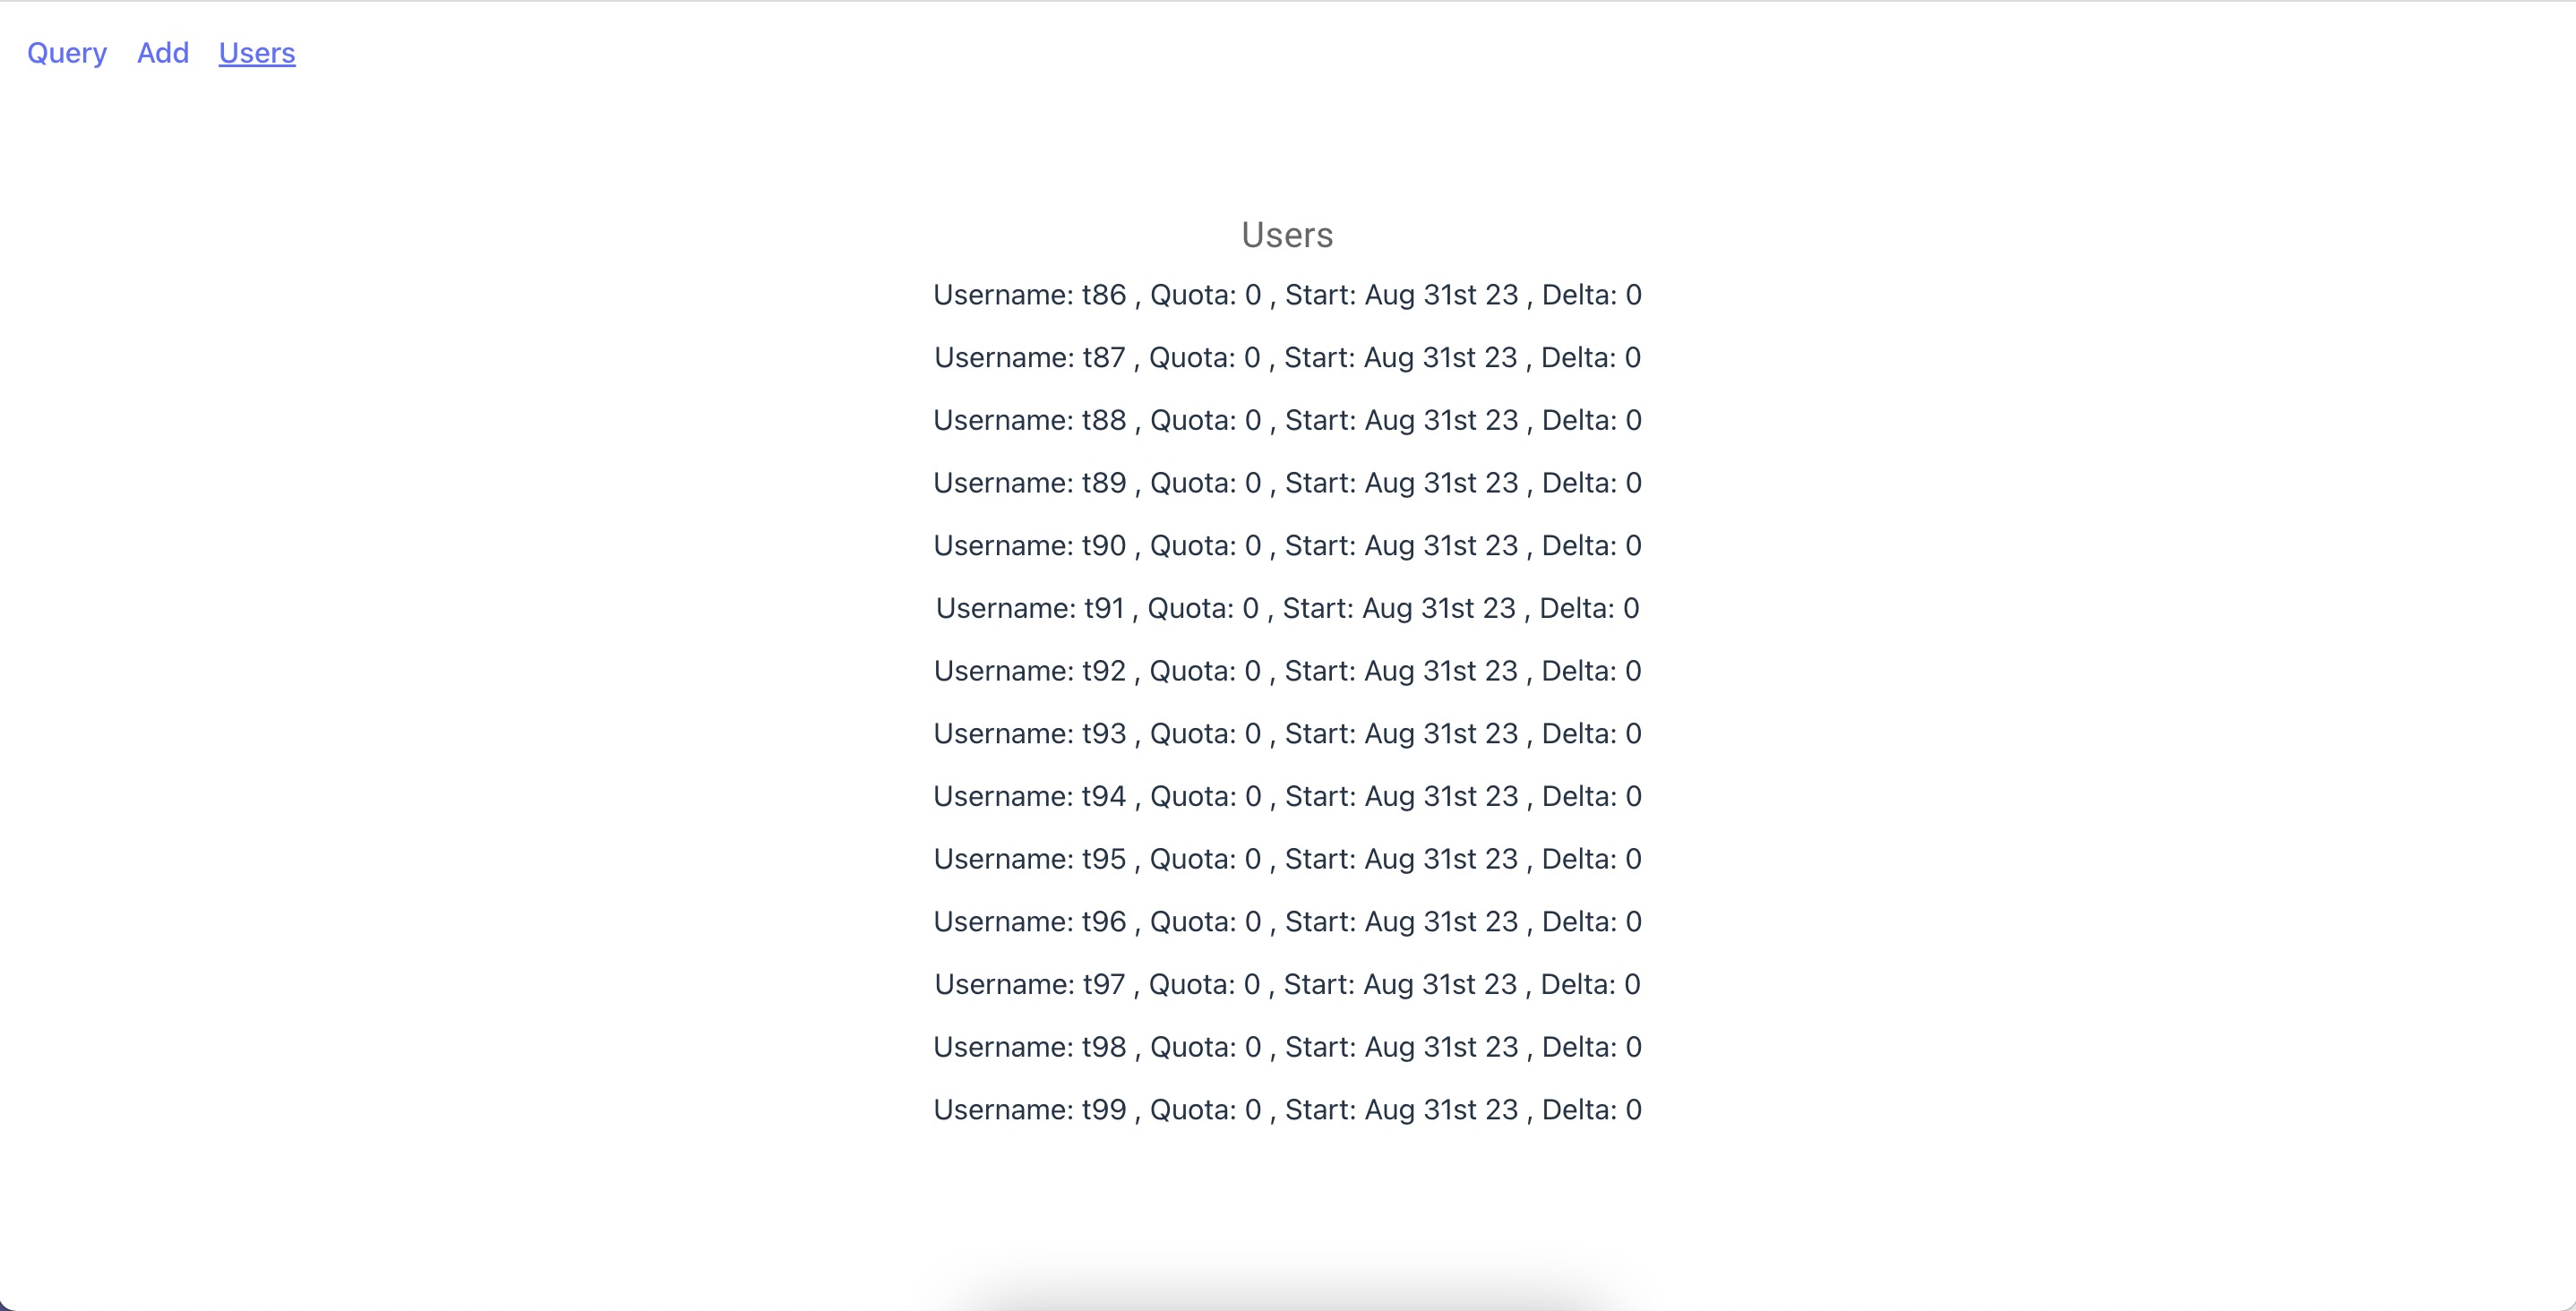 Query Add Users
Users
Username: t86 , Quota: 0 , Start: Aug 31st 23 , Delta: 0
Username: t87 , Quota: 0 , Start: Aug 31st 23 , Delta: 0
Username: t88 , Quota: 0 , Start: Aug 31st 23 , Delta: 0
Username: t89 , Quota: 0 , Start: Aug 31st 23 , Delta: 0
Username: t90 , Quota: 0 , Start: Aug 31st 23 , Delta: 0
Username: t91 , Quota: 0 , Start: Aug 31st 23 , Delta: 0
Username: t92 , Quota: 0 , Start: Aug 31st 23 , Delta: 0
Username: t93 , Quota: 0 , Start: Aug 31st 23 , Delta: 0
Username: t94 , Quota: 0 , Start: Aug 31st 23 , Delta: 0
Username: t95 , Quota: 0 , Start: Aug 31st 23 , Delta: 0
Username: t96 , Quota: 0 , Start: Aug 31st 23 , Delta: 0
Username: t97 , Quota: 0 , Start: Aug 31st 23 , Delta: 0
Username: t98 , Quota: 0 , Start: Aug 31st 23 , Delta: 0
Username: t99 , Quota: 0 , Start: Aug 31st 23 , Delta: 0